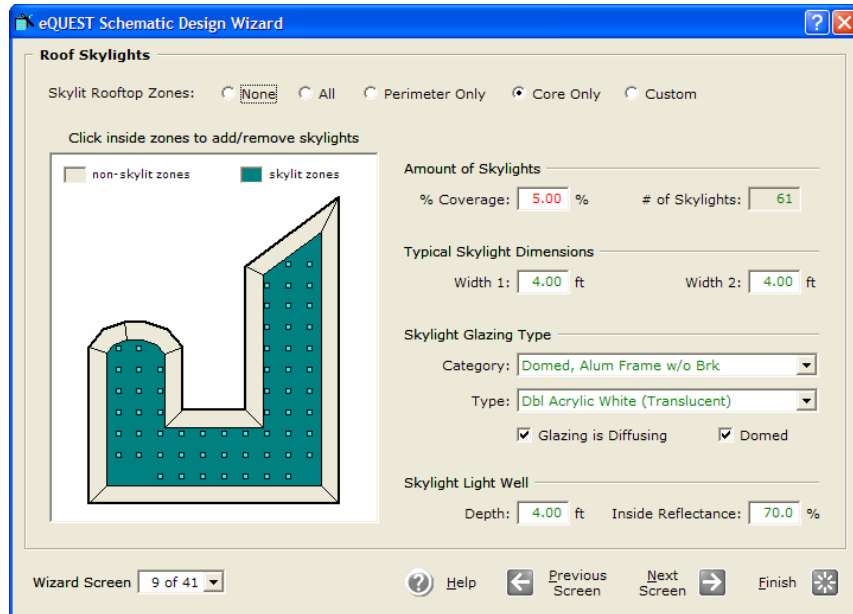 eQUEST Schematic Design Wizard
Roof Skylights
Skylit Rooftop Zones: None All Perimeter Only Core Only Custom
Click inside zones to add/remove skylights
non-skylit zones skylit zones
Amount of Skylights
% Coverage: 5.00 % # of Skylights: 61
Typical Skylight Dimensions
Width 1: 4.00 ft Width 2: 4.00 ft
Skylight Glazing Type
Category: Domed, Alum Frame w/o Brk
Type: Dbl Acrylic White (Translucent)
Glazing is Diffusing Domed
Skylight Light Well
Depth: 4.00 ft Inside Reflectance: 70.0 %
Wizard Screen 9 of 41 Help Previous Screen Next Screen Finish